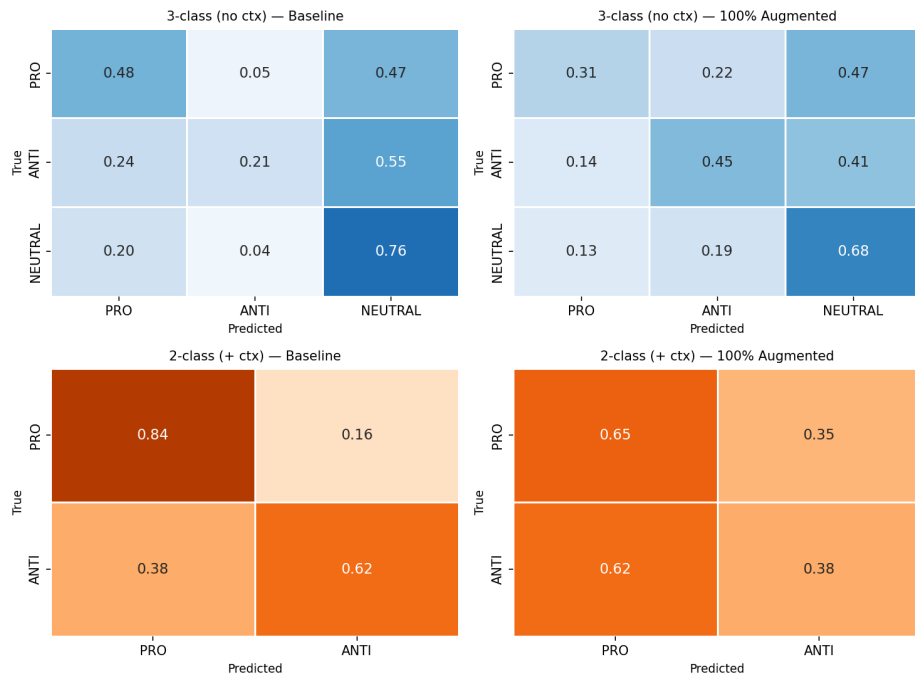 3-class (no ctx) — Baseline
True
PRO
0.48 0.05 0.47
ANTI
0.24 0.21 0.55
NEUTRAL
0.20 0.04 0.76
PRO ANTI NEUTRAL
Predicted
3-class (no ctx) — 100% Augmented
True
PRO
0.31 0.22 0.47
ANTI
0.14 0.45 0.41
NEUTRAL
0.13 0.19 0.68
PRO ANTI NEUTRAL
Predicted
2-class (+ ctx) — Baseline
True
PRO
0.84 0.16
ANTI
0.38 0.62
PRO ANTI
Predicted
2-class (+ ctx) — 100% Augmented
True
PRO
0.65 0.35
ANTI
0.62 0.38
PRO ANTI
Predicted